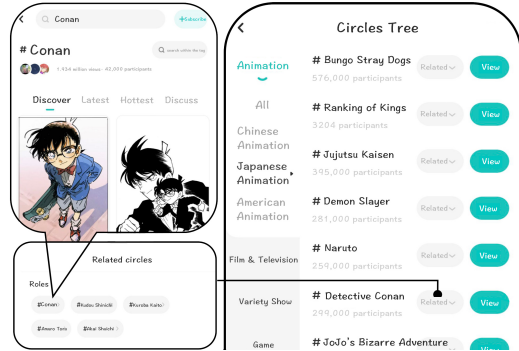 Conan
+Subscribe
# Conan
search within the tag
1.454 million views · 42,000 participants
Discover Latest Hottest Discuss
Related circles
Roles
#Conan
#Kudou Shinichi
#Kuroba Kaito
#Amuro Toru
#Akai Shuichi
Circles Tree
Animation
All
Chinese
Animation
Japanese
Animation
American
Animation
Film & Television
Variety Show
Game
# Bungo Stray Dogs
576,000 participants
Related
View
# Ranking of Kings
3204 participants
Related
View
# Jujutsu Kaisen
395,000 participants
Related
View
# Demon Slayer
281,000 participants
Related
View
# Naruto
259,000 participants
Related
View
# Detective Conan
299,000 participants
Related
View
# JoJo's Bizarre Adventure
View